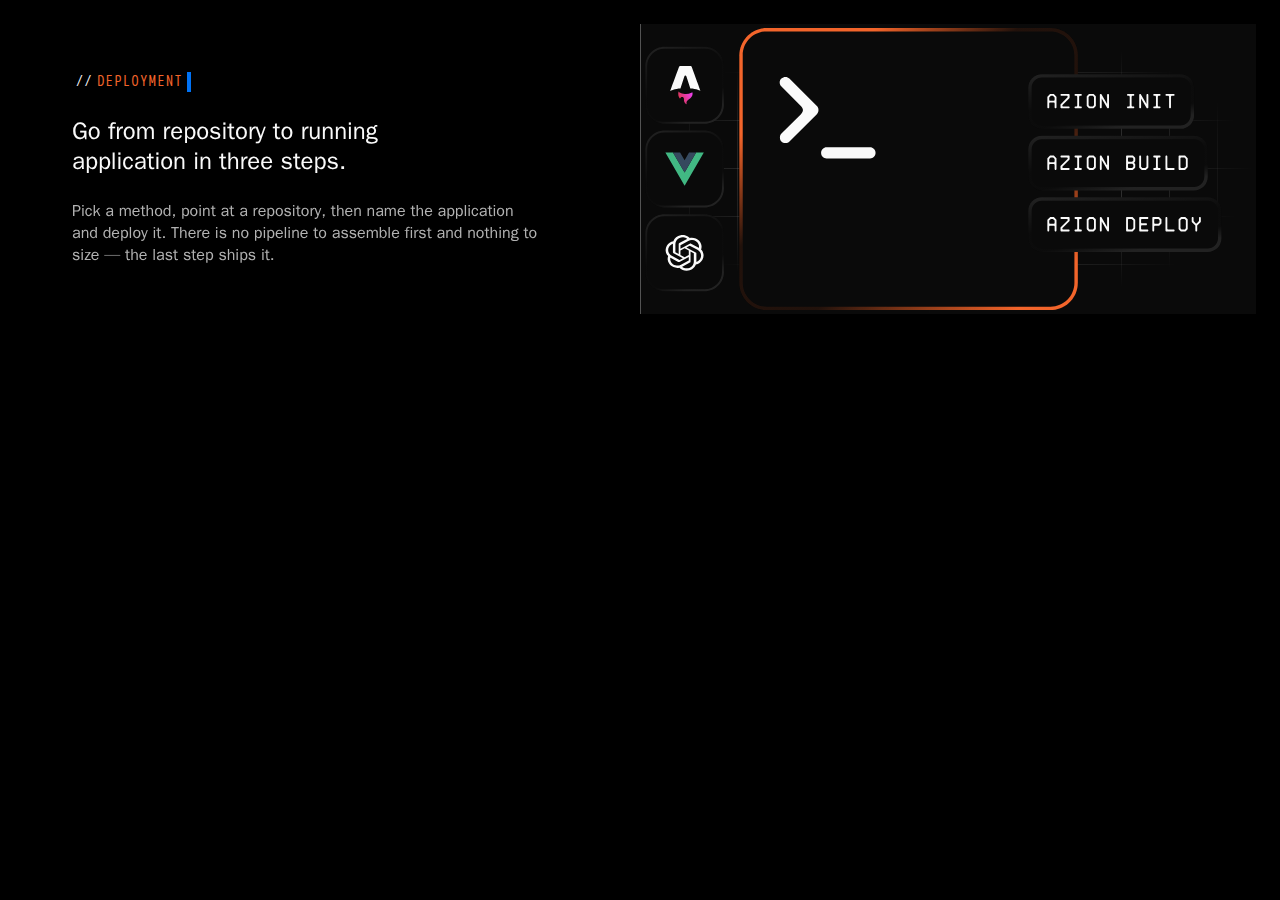 // DEPLOYMENT
Go from repository to running
application in three steps.
Pick a method, point at a repository, then name the application
and deploy it. There is no pipeline to assemble first and nothing to
size — the last step ships it.
AZION INIT
AZION BUILD
AZION DEPLOY